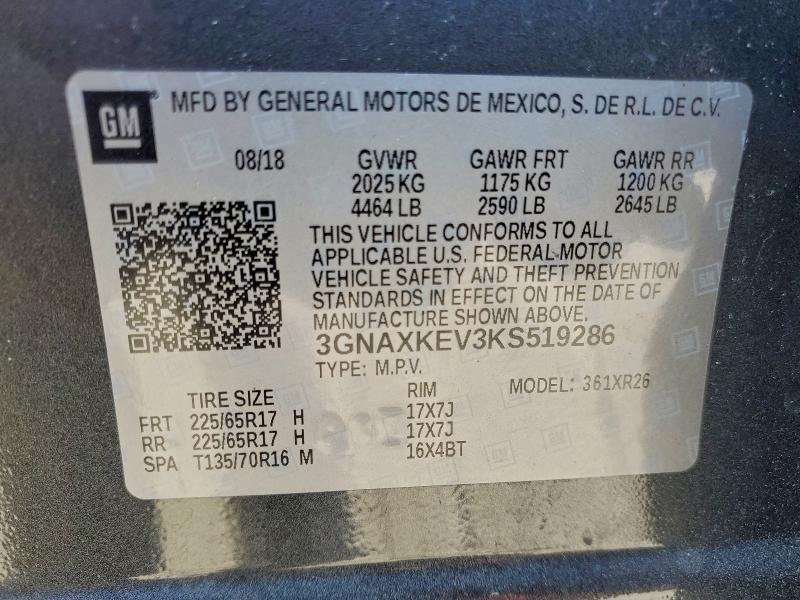 GM
MFD BY GENERAL MOTORS DE MEXICO, S. DE R.L. DE C.V.
08/18 GVWR GAWR FRT GAWR RR
2025 KG 1175 KG 1200 KG
4464 LB 2590 LB 2645 LB
THIS VEHICLE CONFORMS TO ALL
APPLICABLE U.S. FEDERAL MOTOR
VEHICLE SAFETY AND THEFT PREVENTION
STANDARDS IN EFFECT ON THE DATE OF
MANUFACTURE SHOWN ABOVE.
3GNAXKEV3KS519286
TYPE: M.P.V.
TIRE SIZE RIM MODEL: 361XR26
FRT 225/65R17 H 17X7J
RR 225/65R17 H 17X7J
SPA T135/70R16 M 16X4BT